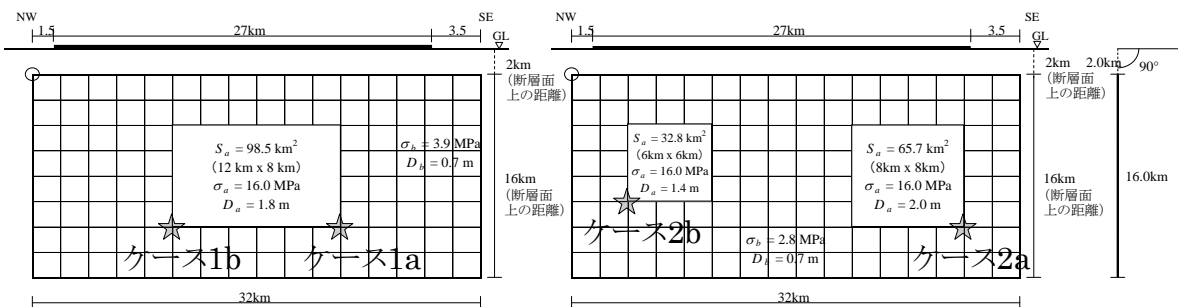 NW
SE
1.5
27km
3.5
GL
2km
(断層面
上の距離)
S_a = 98.5 km²
(12 km x 8 km)
σ_a = 16.0 MPa
D_a = 1.8 m
σ_b = 3.9 MPa
D_b = 0.7 m
16km
(断層面
上の距離)
ケース1b
ケース1a
32km
NW
SE
1.5
27km
3.5
GL
2km
(断層面
上の距離)
2.0km
90°
S_a = 32.8 km²
(6km x 6km)
σ_a = 16.0 MPa
D_a = 1.4 m
S_a = 65.7 km²
(8km x 8km)
σ_a = 16.0 MPa
D_a = 2.0 m
16km
(断層面
上の距離)
16.0km
ケース2b
σ_b = 2.8 MPa
D_b = 0.7 m
ケース2a
32km